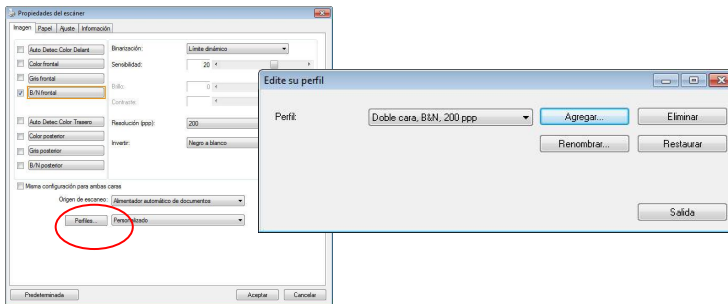 Propiedades del escáner
Imagen Papel Ajuste Información
Auto Detec Color Delant
Binarización: Límite dinámico
Color frontal
Sensibilidad: 20
Gris frontal
Brillo: 0
B/N frontal
Contraste:
Auto Detec Color Trasero
Resolución (ppp): 200
Color posterior
Invertir: Negro a blanco
Gris posterior
B/N posterior
Misma configuración para ambas caras
Origen de escaneo: Alimentador automático de documentos
Perfiles... Personalizado
Predeterminada Aceptar Cancelar
Edite su perfil
Perfil: Doble cara, B&N, 200 ppp Agregar... Eliminar
Renombrar... Restaurar
Salida